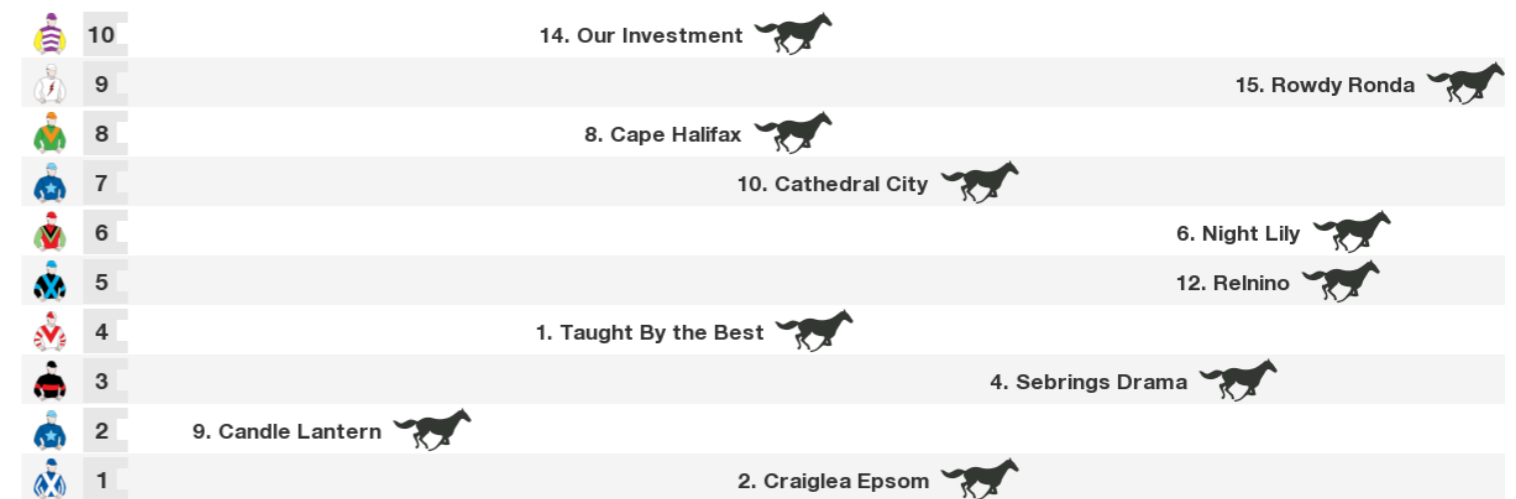 10 14. Our Investment
9 15. Rowdy Ronda
8 8. Cape Halifax
7 10. Cathedral City
6 6. Night Lily
5 12. Relnino
4 1. Taught By the Best
3 4. Sebrings Drama
2 9. Candle Lantern
1 2. Craiglea Epsom